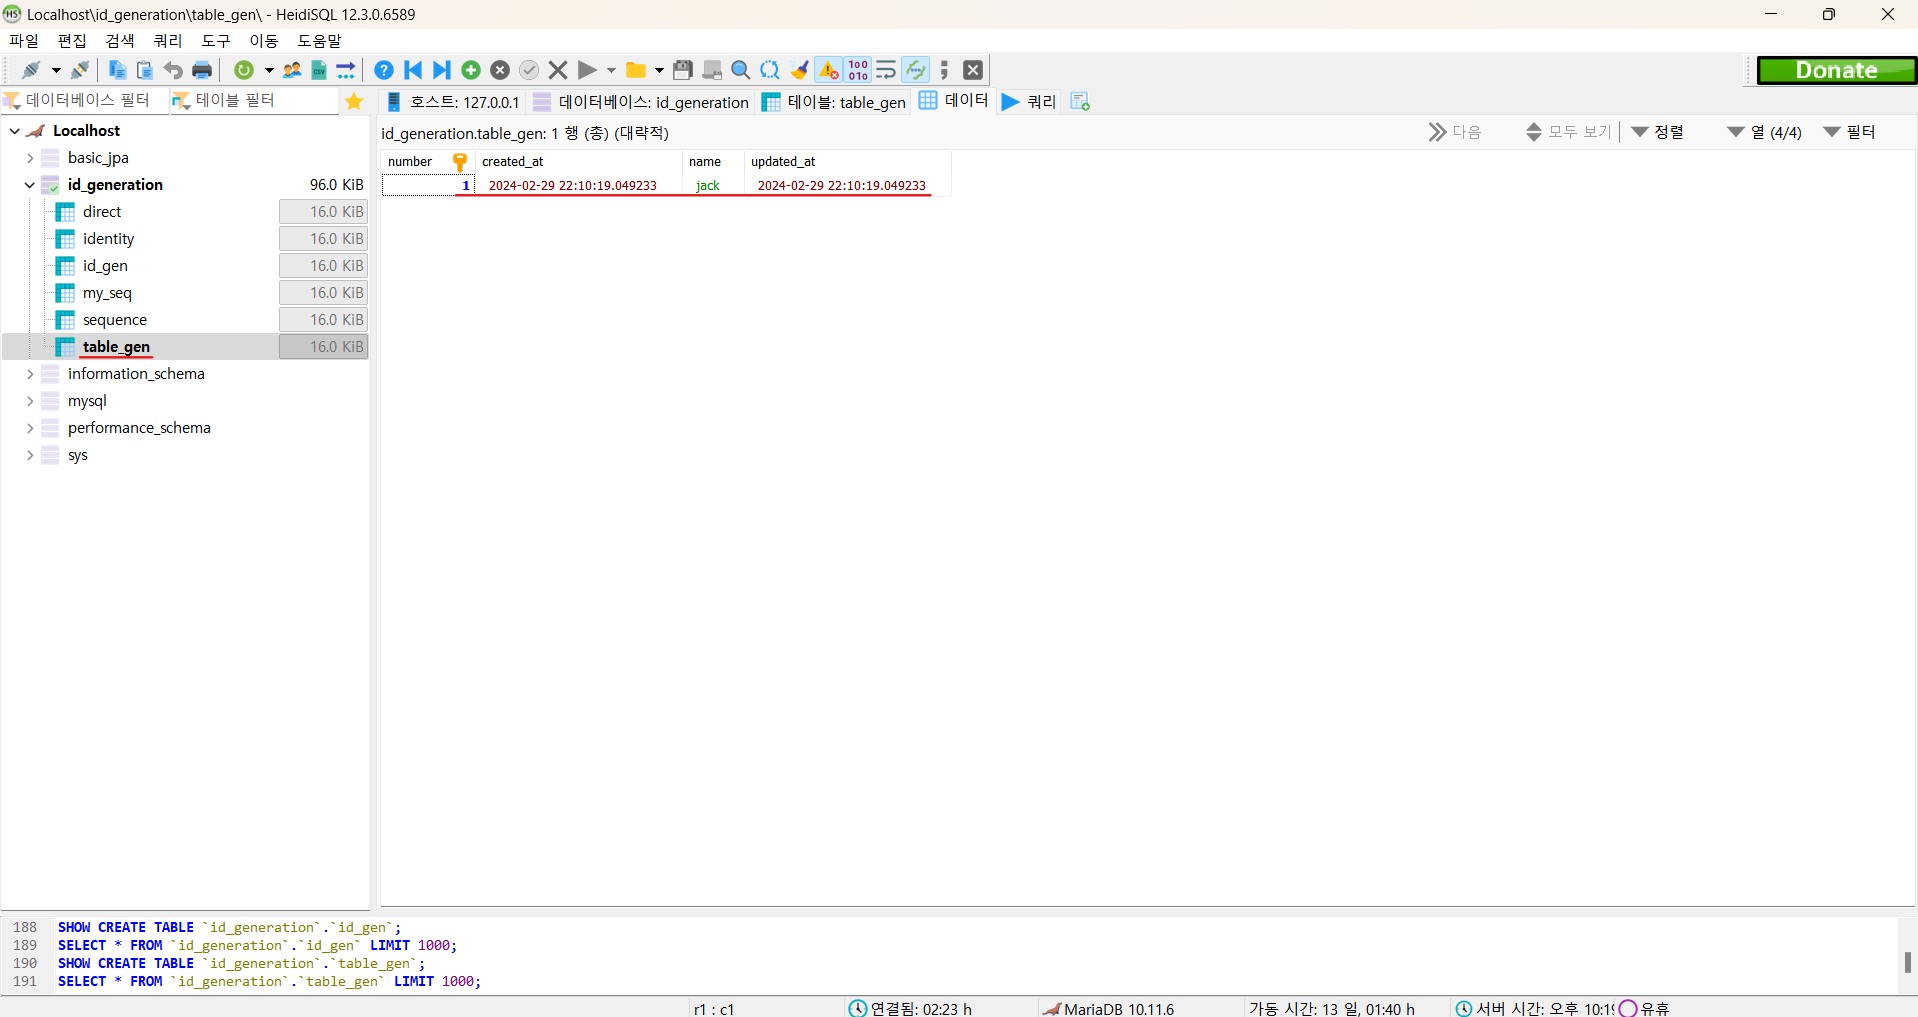 Localhost\id_generation\table_gen\ - HeidiSQL 12.3.0.6589
파일 편집 검색 쿼리 도구 이동 도움말
Donate
데이터베이스 필터 테이블 필터
호스트: 127.0.0.1 데이터베이스: id_generation 테이블: table_gen 데이터 쿼리
Localhost
basic_jpa
id_generation 96.0 KiB
direct 16.0 KiB
identity 16.0 KiB
id_gen 16.0 KiB
my_seq 16.0 KiB
sequence 16.0 KiB
table_gen 16.0 KiB
information_schema
mysql
performance_schema
sys
id_generation.table_gen: 1 행 (총) (대략적) 다음 모두 보기 정렬 열 (4/4) 필터
number created_at name updated_at
1 2024-02-29 22:10:19.049233 jack 2024-02-29 22:10:19.049233
188 SHOW CREATE TABLE `id_generation`.`id_gen`;
189 SELECT * FROM `id_generation`.`id_gen` LIMIT 1000;
190 SHOW CREATE TABLE `id_generation`.`table_gen`;
191 SELECT * FROM `id_generation`.`table_gen` LIMIT 1000;
r1 : c1 연결됨: 02:23 h MariaDB 10.11.6 가동 시간: 13 일, 01:40 h 서버 시간: 오후 10:19 유휴